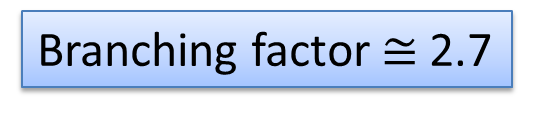 Branching factor ≅ 2.7